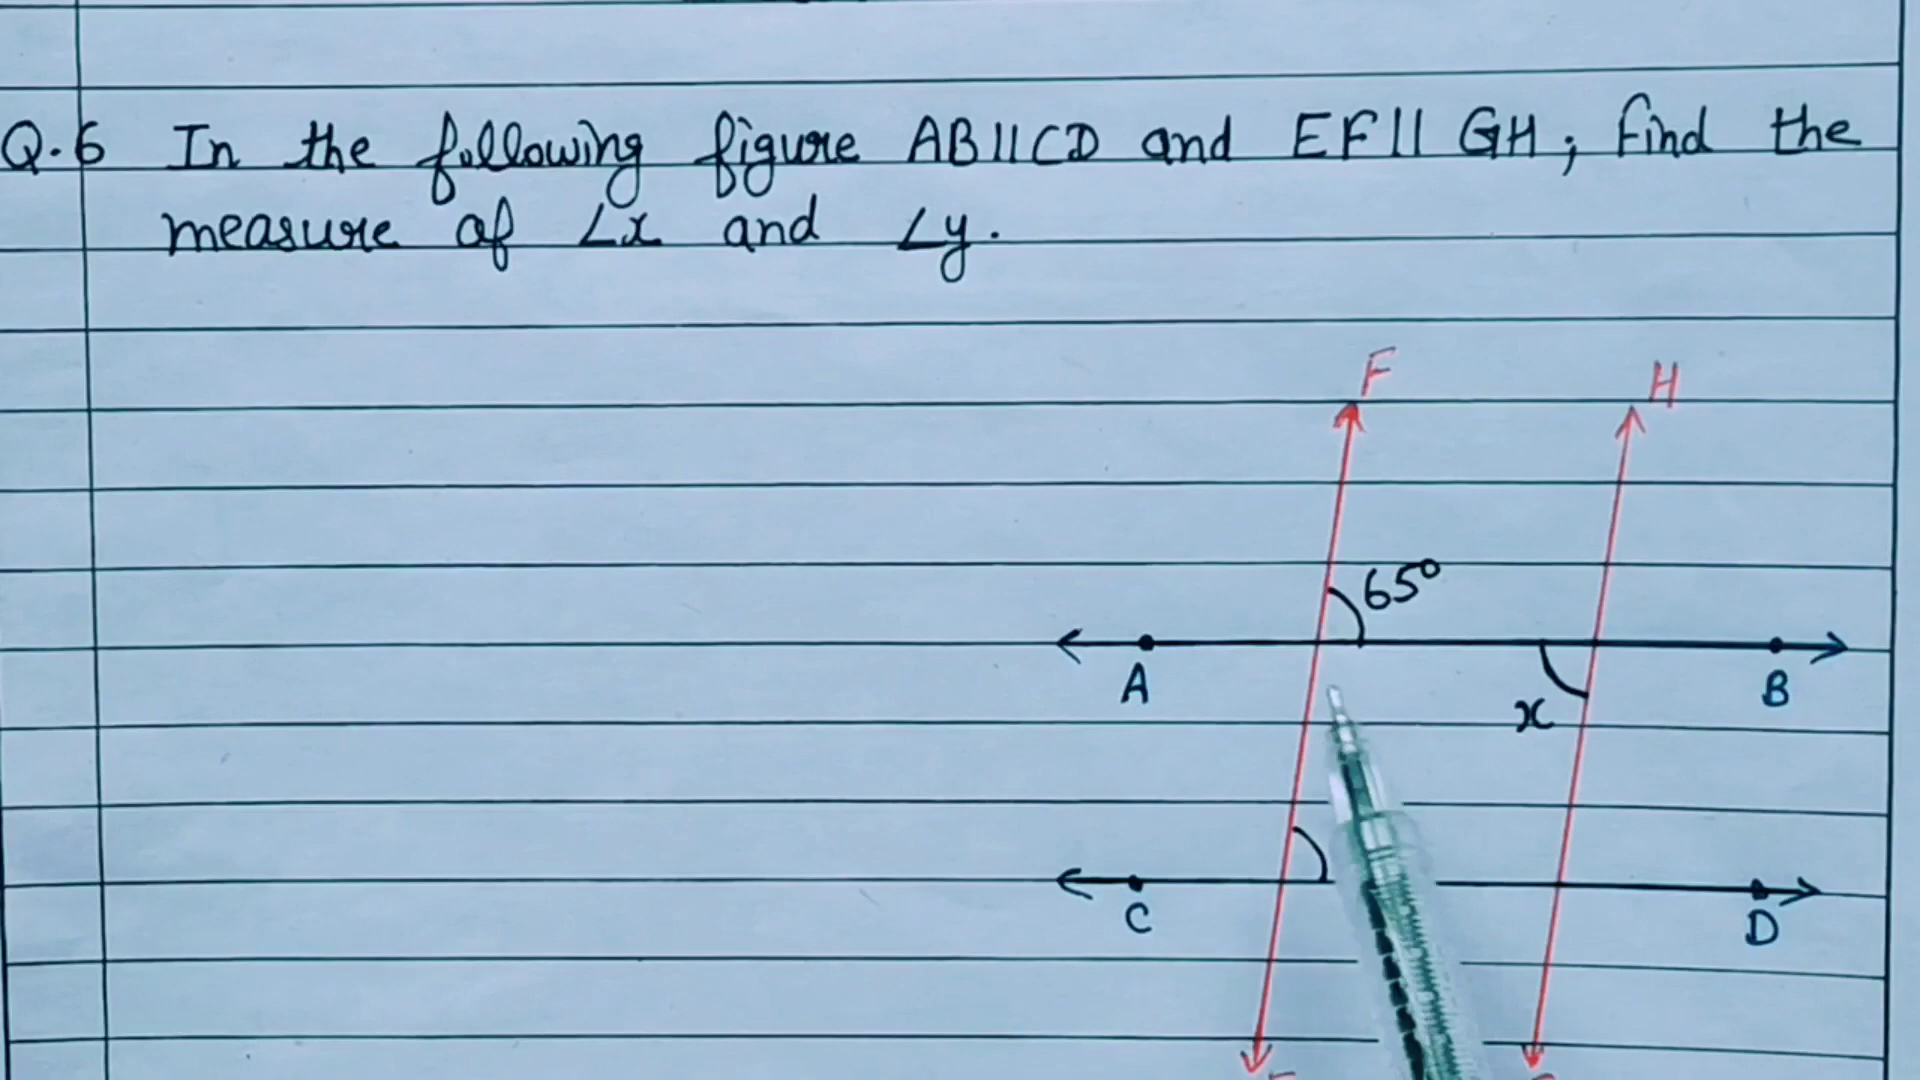 Q.6 In the following figure AB||CD and EF|| GH; find the
measure of ∠x and ∠y.
F
H
65°
A
B
x
C
D